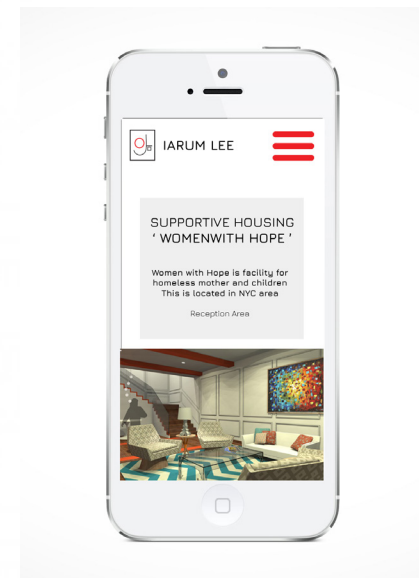 IARUM LEE
SUPPORTIVE HOUSING
‘ WOMENWITH HOPE ’
Women with Hope is facility for
homeless mother and children
This is located in NYC area
Reception Area